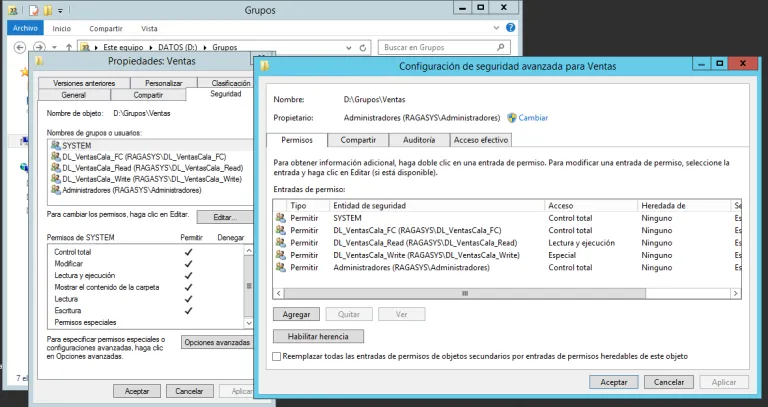 Grupos
Archivo Inicio Compartir Vista
Este equipo DATOS (D:) Grupos
Buscar en Grupos
7 el
Propiedades: Ventas
Versiones anteriores Personalizar Clasificación
General Compartir Seguridad
Nombre de objeto: D:\Grupos\Ventas
Nombres de grupos o usuarios:
SYSTEM
DL_VentasCala_FC (RAGASYS\DL_VentasCala_FC)
DL_VentasCala_Read (RAGASYS\DL_VentasCala_Read)
DL_VentasCala_Write (RAGASYS\DL_VentasCala_Write)
Administradores (RAGASYS\Administradores)
Para cambiar los permisos, haga clic en Editar.
Editar...
Permisos de SYSTEM Permitir Denegar
Control total
Modificar
Lectura y ejecución
Mostrar el contenido de la carpeta
Lectura
Escritura
Permisos especiales
Para especificar permisos especiales o
configuraciones avanzadas, haga clic
en Opciones avanzadas.
Opciones avanzadas
Aceptar Cancelar Aplicar
Configuración de seguridad avanzada para Ventas
Nombre: D:\Grupos\Ventas
Propietario: Administradores (RAGASYS\Administradores) Cambiar
Permisos Compartir Auditoría Acceso efectivo
Para obtener información adicional, haga doble clic en una entrada de permiso. Para modificar una entrada de permiso, seleccione la
entrada y haga clic en Editar (si está disponible).
Entradas de permiso:
Tipo Entidad de seguridad Acceso Heredada de Se
Permitir SYSTEM Control total Ninguno Es
Permitir DL_VentasCala_FC (RAGASYS\DL_VentasCala_FC) Control total Ninguno Es
Permitir DL_VentasCala_Read (RAGASYS\DL_VentasCala_Read) Lectura y ejecución Ninguno Es
Permitir DL_VentasCala_Write (RAGASYS\DL_VentasCala_Write) Especial Ninguno Es
Permitir Administradores (RAGASYS\Administradores) Control total Ninguno Es
Agregar Quitar Ver
Habilitar herencia
Reemplazar todas las entradas de permisos de objetos secundarios por entradas de permisos heredables de este objeto
Aceptar Cancelar Aplicar